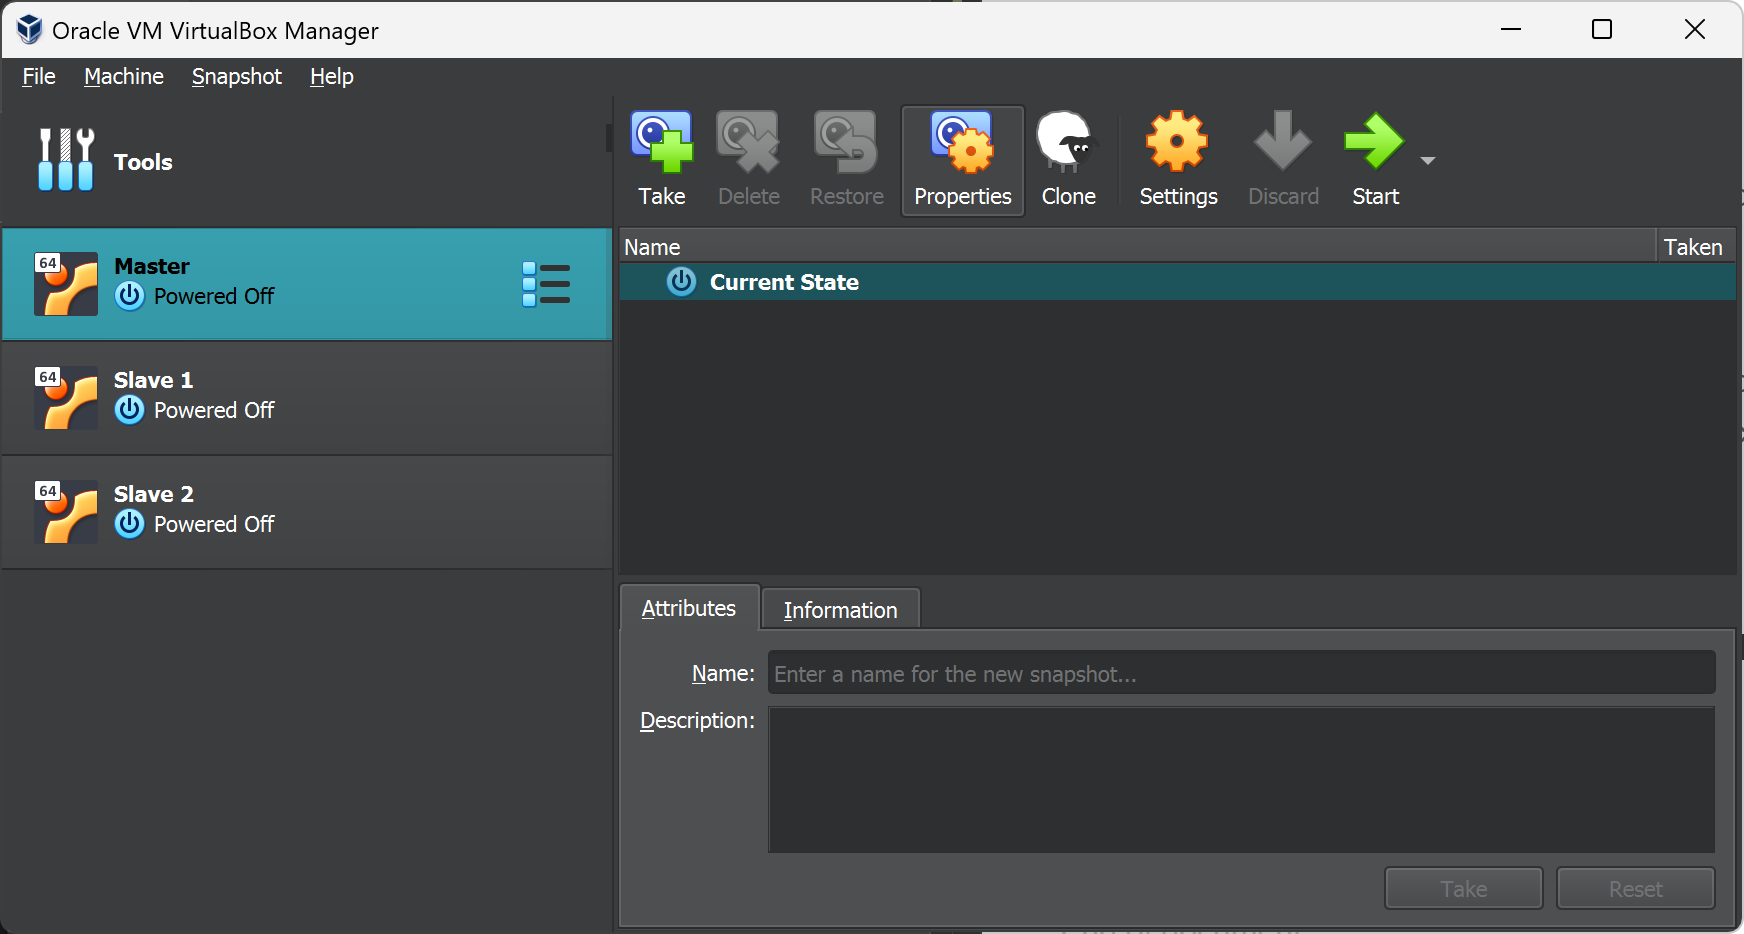 Oracle VM VirtualBox Manager
File Machine Snapshot Help
Tools
Take Delete Restore Properties Clone Settings Discard Start
64
Master
Powered Off
64
Slave 1
Powered Off
64
Slave 2
Powered Off
Name Taken
Current State
Attributes Information
Name: Enter a name for the new snapshot...
Description:
Take Reset